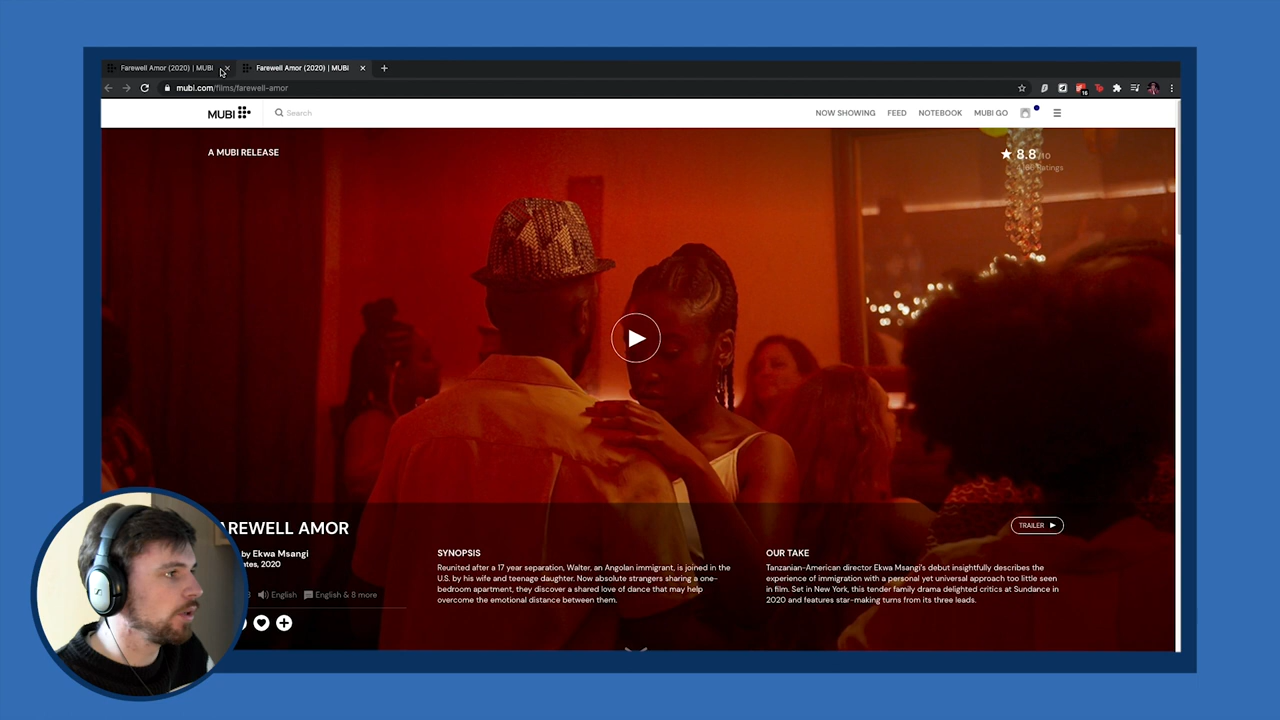 Farewell Amor (2020) | MUBI
Farewell Amor (2020) | MUBI
mubi.com/films/farewell-amor
16
MUBI
Search
NOW SHOWING
FEED
NOTEBOOK
MUBI GO
A MUBI RELEASE
8.8/10
Ratings
AREWELL AMOR
by Ekwa Msangi
ates, 2020
English
English & 8 more
TRAILER
SYNOPSIS
Reunited after a 17 year separation, Walter, an Angolan immigrant, is joined in the
U.S. by his wife and teenage daughter. Now absolute strangers sharing a one-
bedroom apartment, they discover a shared love of dance that may help
overcome the emotional distance between them.
OUR TAKE
Tanzanian-American director Ekwa Msangi's debut insightfully describes the
experience of immigration with a personal yet universal approach too little seen
in film. Set in New York, this tender family drama delighted critics at Sundance in
2020 and features star-making turns from its three leads.